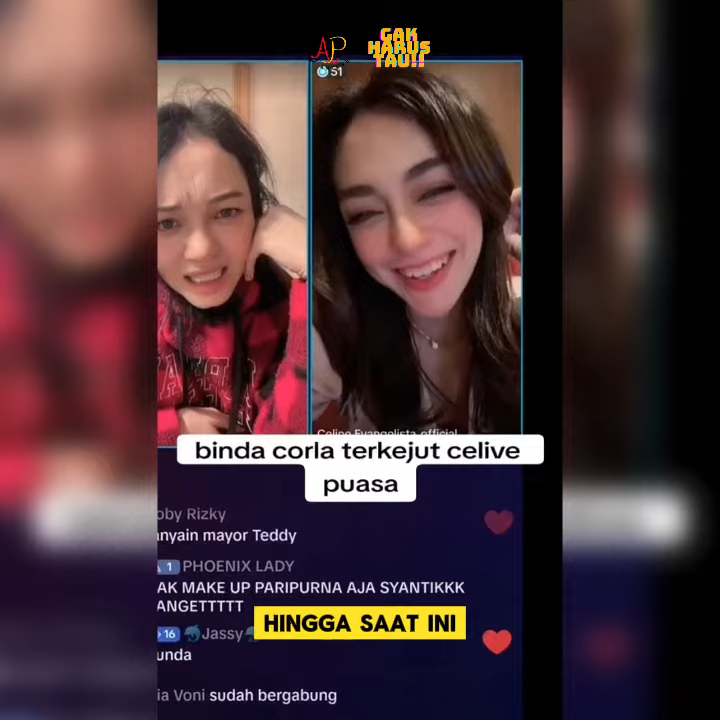 AP
GAK
HARUS
TAU!!
51
Celine Evangelista official
binda corla terkejut celive
puasa
oby Rizky
anyain mayor Teddy
1 PHOENIX LADY
AK MAKE UP PARIPURNA AJA SYANTIKKK
ANGETTTTT
HINGGA SAAT INI
16 Jassy
unda
ia Voni sudah bergabung